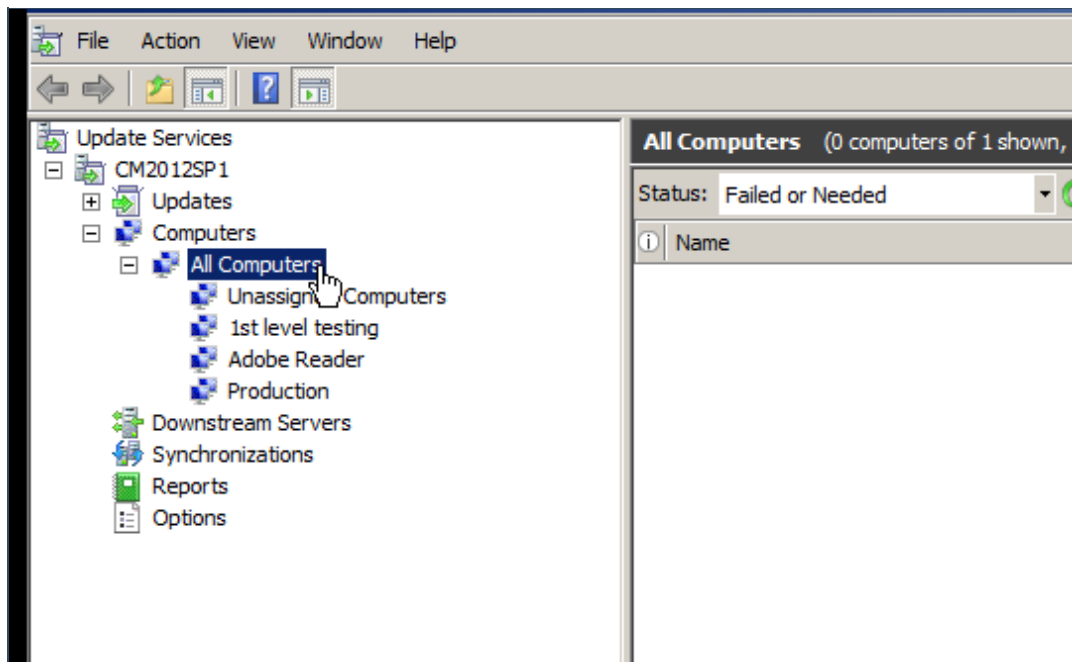 File Action View Window Help
Update Services
CM2012SP1
Updates
Computers
All Computers
Unassign Computers
1st level testing
Adobe Reader
Production
Downstream Servers
Synchronizations
Reports
Options
All Computers (0 computers of 1 shown,
Status: Failed or Needed
Name